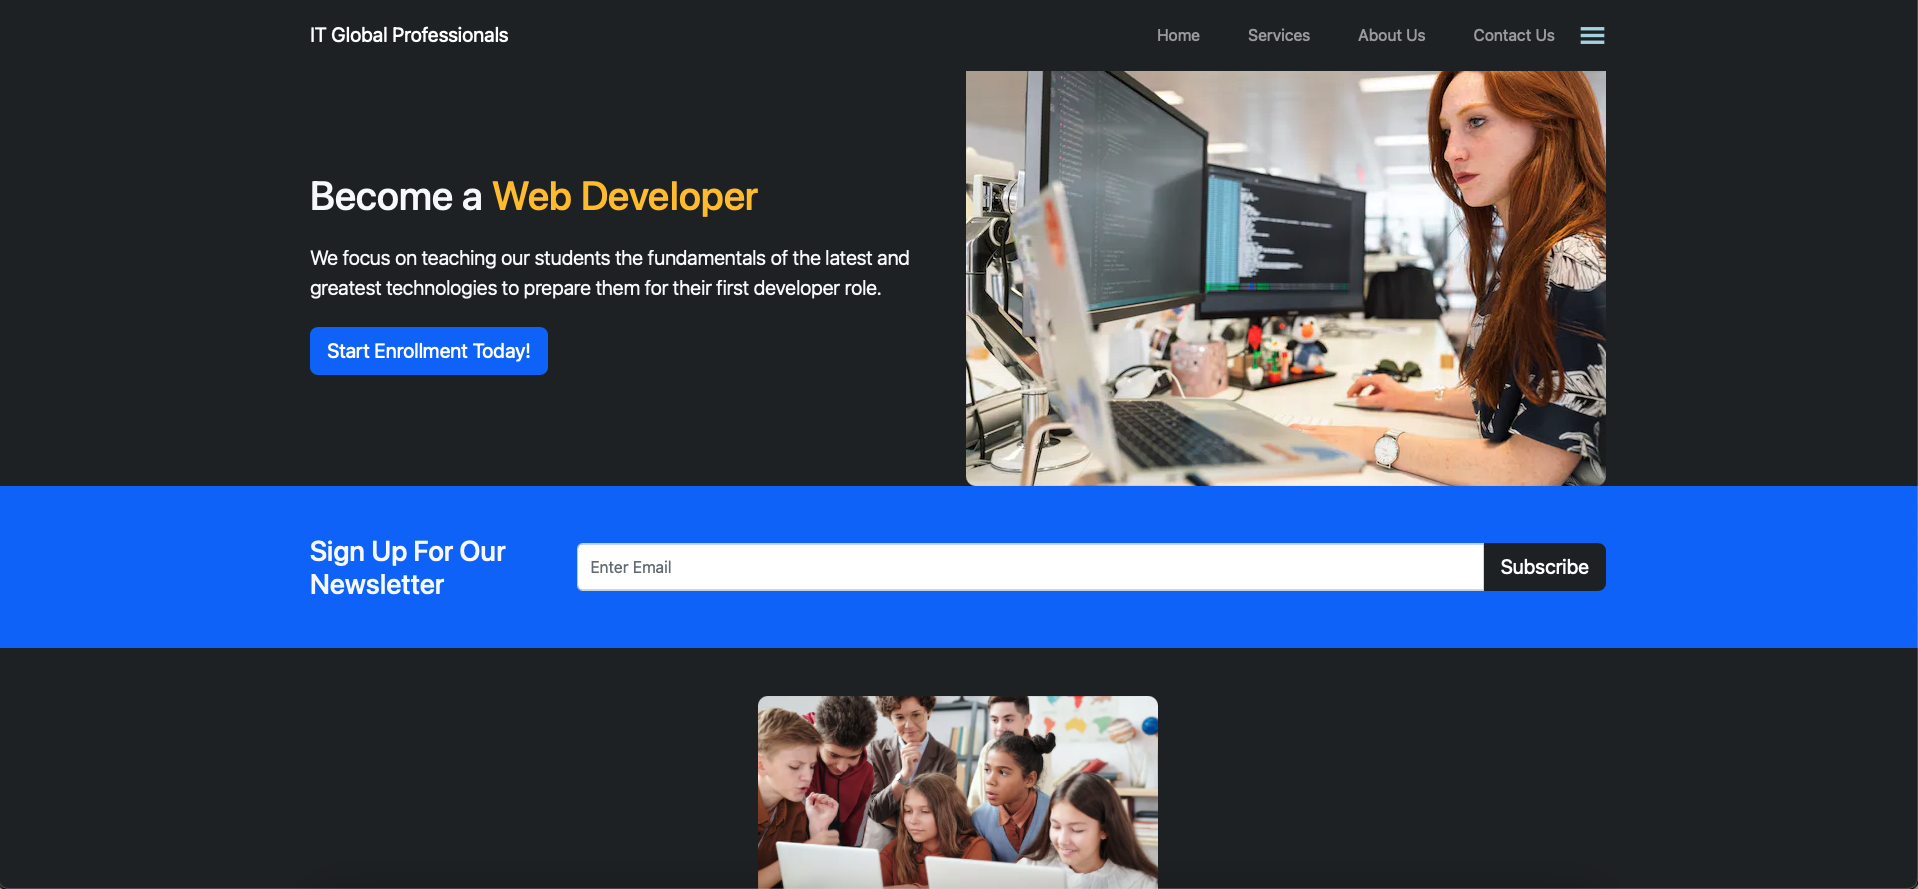 IT Global Professionals
Home
Services
About Us
Contact Us
Become a Web Developer
We focus on teaching our students the fundamentals of the latest and
greatest technologies to prepare them for their first developer role.
Start Enrollment Today!
Sign Up For Our
Newsletter
Enter Email
Subscribe